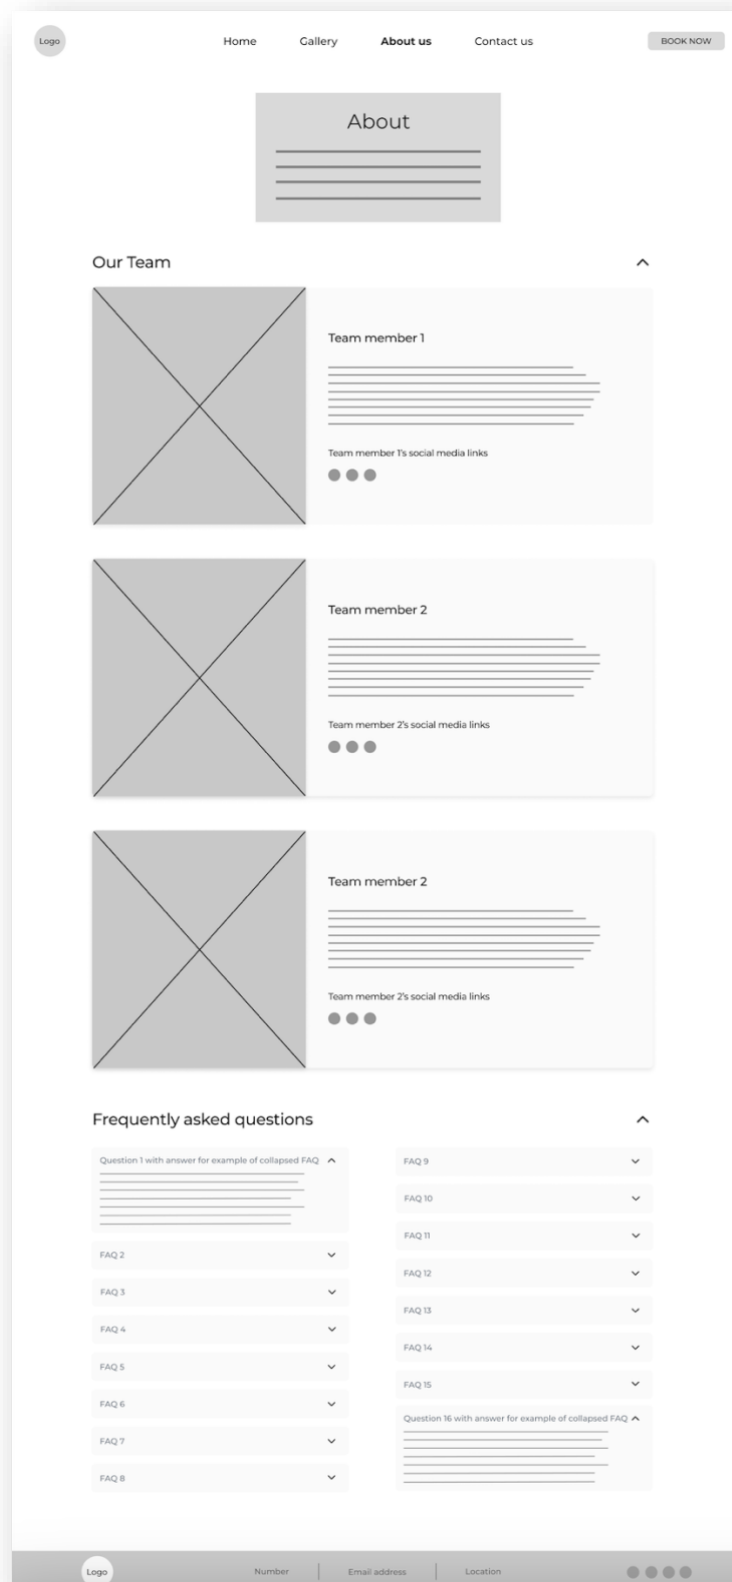 Logo
Home Gallery About us Contact us
BOOK NOW
About
Our Team
Team member 1
Team member 1's social media links
Team member 2
Team member 2's social media links
Team member 2
Team member 2's social media links
Frequently asked questions
Question 1 with answer for example of collapsed FAQ
FAQ 2
FAQ 3
FAQ 4
FAQ 5
FAQ 6
FAQ 7
FAQ 8
FAQ 9
FAQ 10
FAQ 11
FAQ 12
FAQ 13
FAQ 14
FAQ 15
Question 16 with answer for example of collapsed FAQ
Logo
Number
Email address
Location